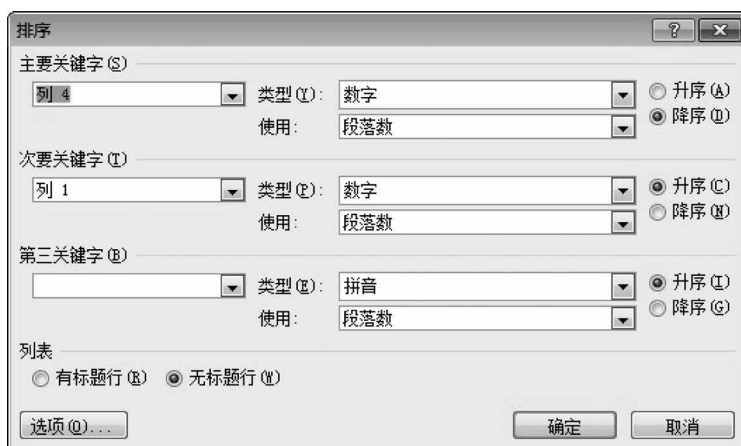 排序
主要关键字(S)
列 4 类型(Y): 数字 升序(A)
使用: 段落数 降序(D)
次要关键字(T)
列 1 类型(P): 数字 升序(C)
使用: 段落数 降序(N)
第三关键字(B)
类型(E): 拼音 升序(I)
使用: 段落数 降序(G)
列表
有标题行(R) 无标题行(W)
选项(O)... 确定 取消